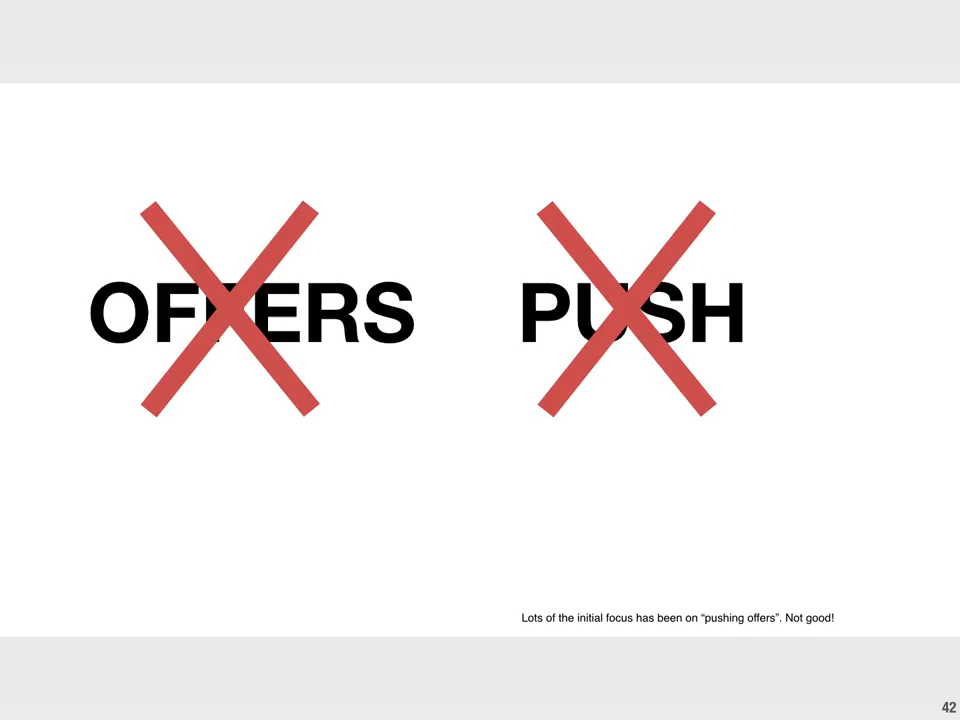 OFFERS PUSH
Lots of the initial focus has been on “pushing offers”. Not good!
42